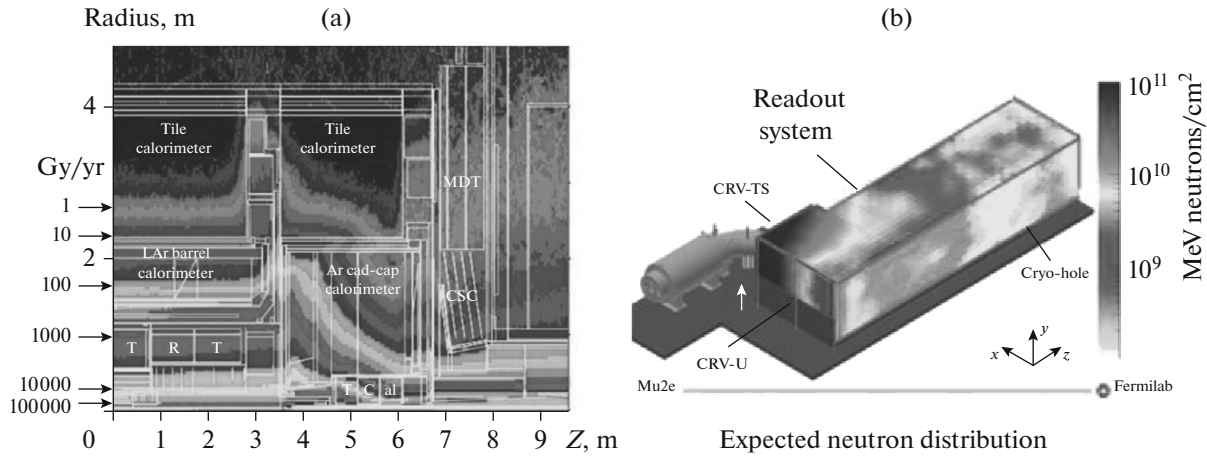 Radius, m
(a)
4
Tile
calorimeter
Tile
calorimeter
Gy/yr
MDT
1
10
2
LAr barrel
calorimeter
Ar cad-cap
calorimeter
100
CSC
1000
T R T
10000
T C al
100000
0 1 2 3 4 5 6 7 8 9 Z, m
(b)
Readout
system
CRV-TS
CRV-U
Cryo-hole
10¹¹
10¹⁰
10⁹
MeV neutrons/cm²
y
x
z
Mu2e
Fermilab
Expected neutron distribution